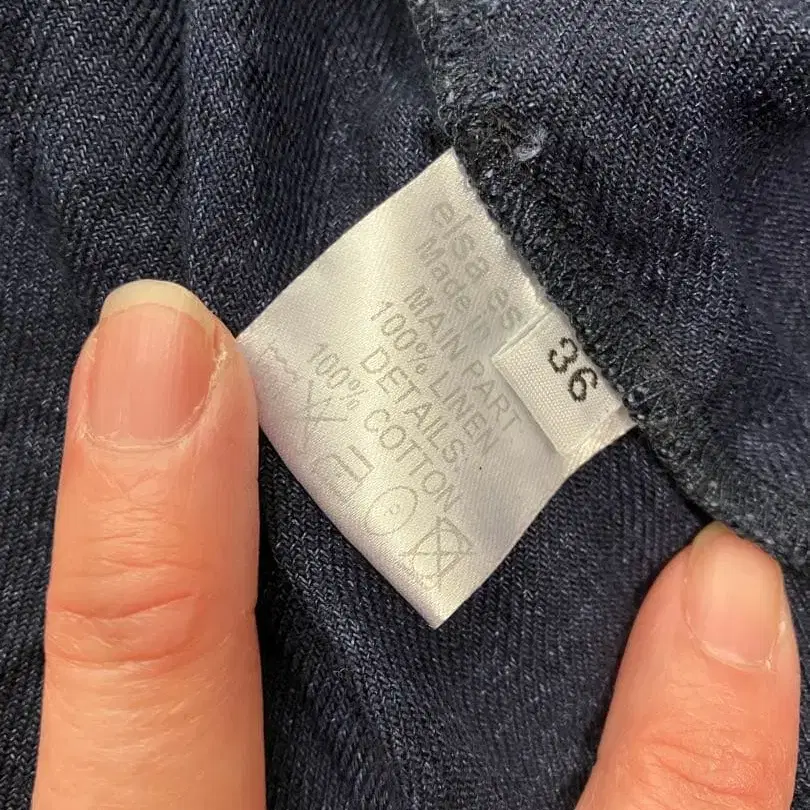 elsa es
Made in
MAIN PART
100% LINEN
DETAILS:
100% COTTON
36